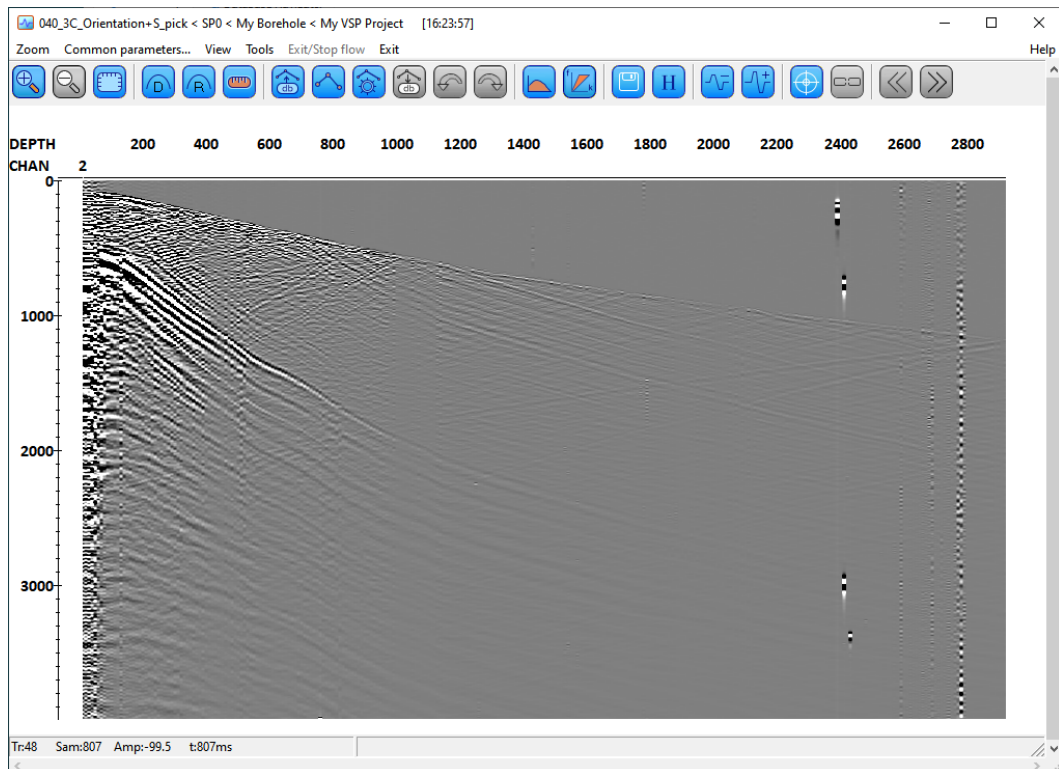 040_3C_Orientation+S_pick < SP0 < My Borehole < My VSP Project [16:23:57]
Zoom Common parameters... View Tools Exit/Stop flow Exit Help
D R db db f k H
DEPTH 200 400 600 800 1000 1200 1400 1600 1800 2000 2200 2400 2600 2800
CHAN 2
0
1000
2000
3000
Tr:48 Sam:807 Amp:-99.5 t:807ms